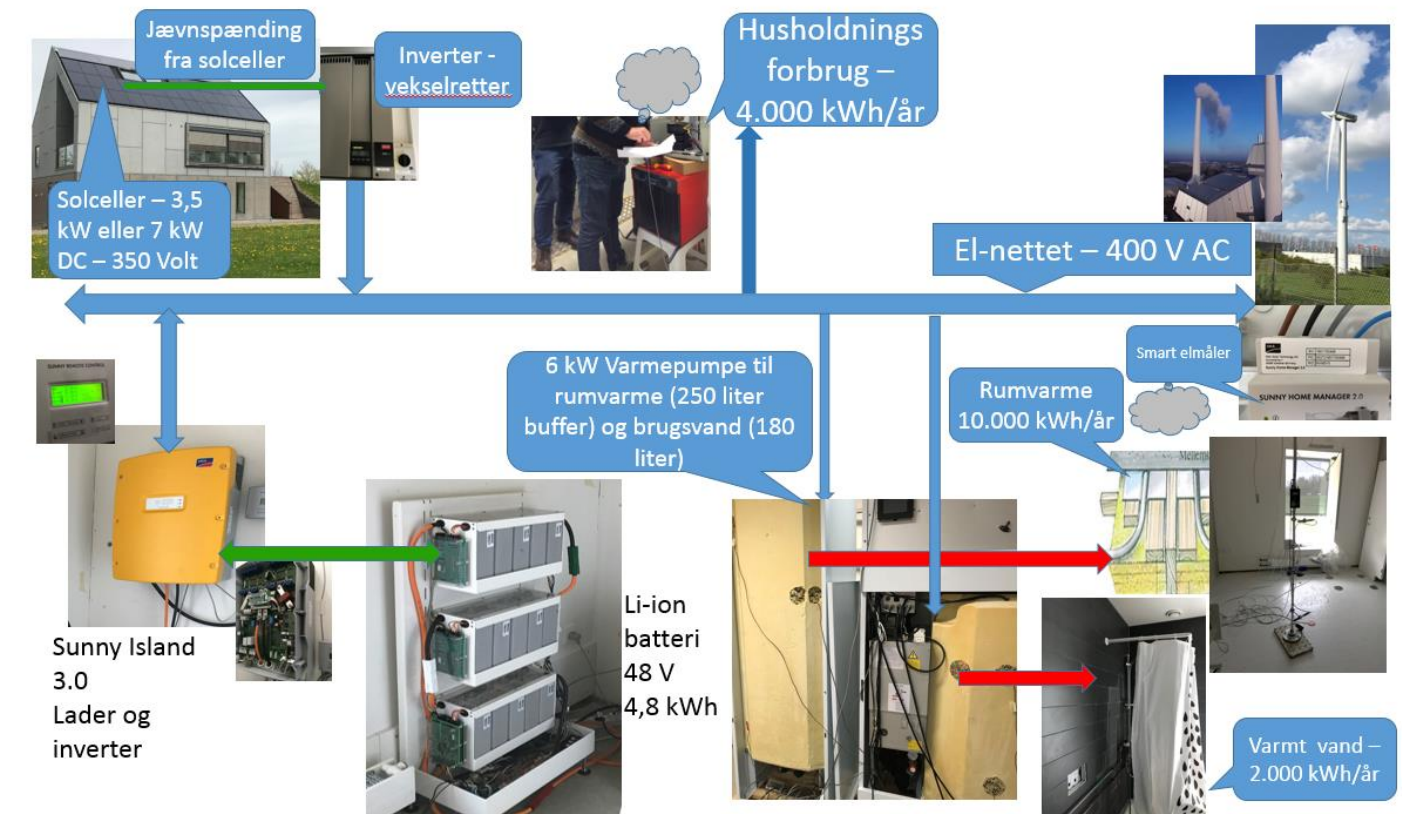 Jævnspænding
fra solceller
Inverter -
vekselretter
Husholdnings
forbrug –
4.000 kWh/år
Solceller – 3,5
kW eller 7 kW
DC – 350 Volt
El-nettet – 400 V AC
SUNNY REMOTE CONTROL
6 kW Varmepumpe til
rumvarme (250 liter
buffer) og brugsvand (180
liter)
Smart elmåler
SUNNY HOME MANAGER 2.0
Rumvarme
10.000 kWh/år
Sunny Island
3.0
Lader og
inverter
Li-ion
batteri
48 V
4,8 kWh
Varmt vand –
2.000 kWh/år